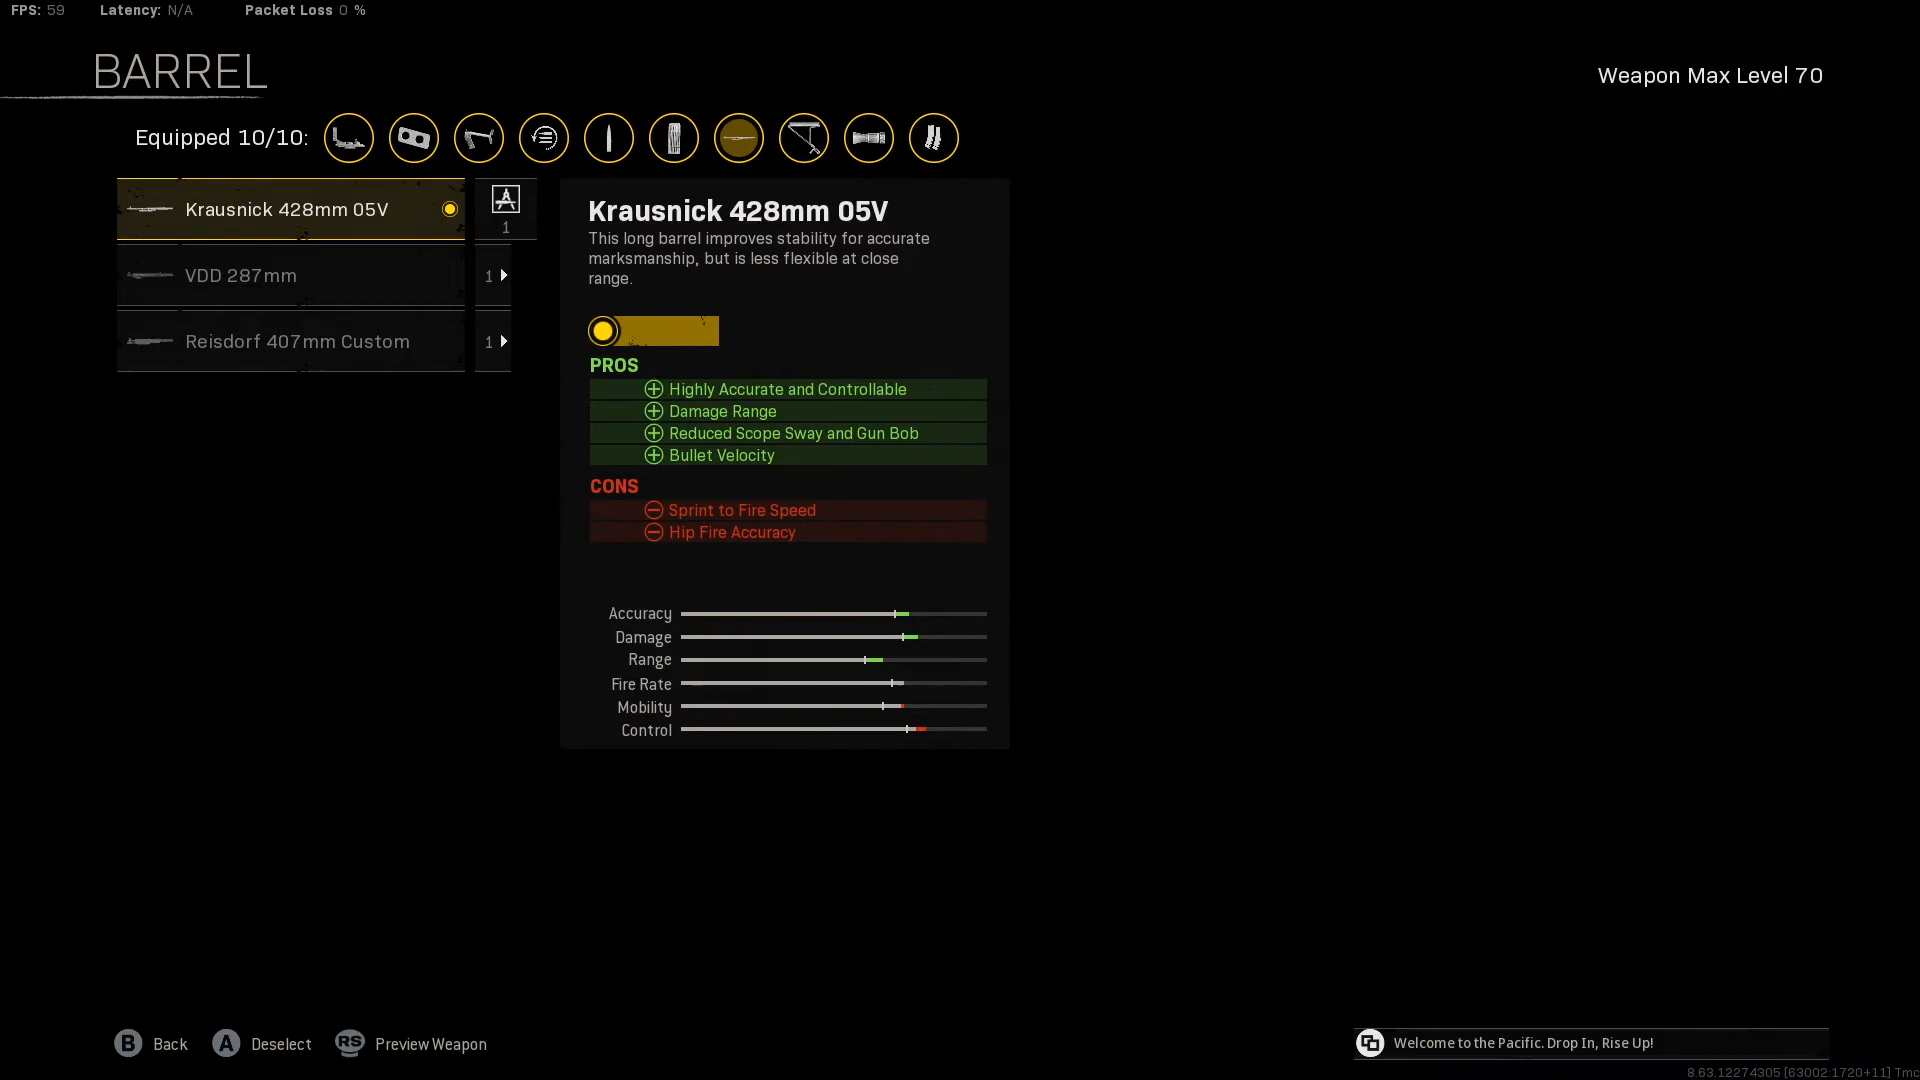 FPS: 59 Latency: N/A Packet Loss 0 %
BARREL
Weapon Max Level 70
Equipped 10/10:
Krausnick 428mm 05V
1
VDD 287mm
1
Reisdorf 407mm Custom
1
Krausnick 428mm 05V
This long barrel improves stability for accurate
marksmanship, but is less flexible at close
range.
PROS
Highly Accurate and Controllable
Damage Range
Reduced Scope Sway and Gun Bob
Bullet Velocity
CONS
Sprint to Fire Speed
Hip Fire Accuracy
Accuracy
Damage
Range
Fire Rate
Mobility
Control
B Back A Deselect RS Preview Weapon
Welcome to the Pacific. Drop In, Rise Up!
8.63.12274305 [63002:1720+11] Tmc